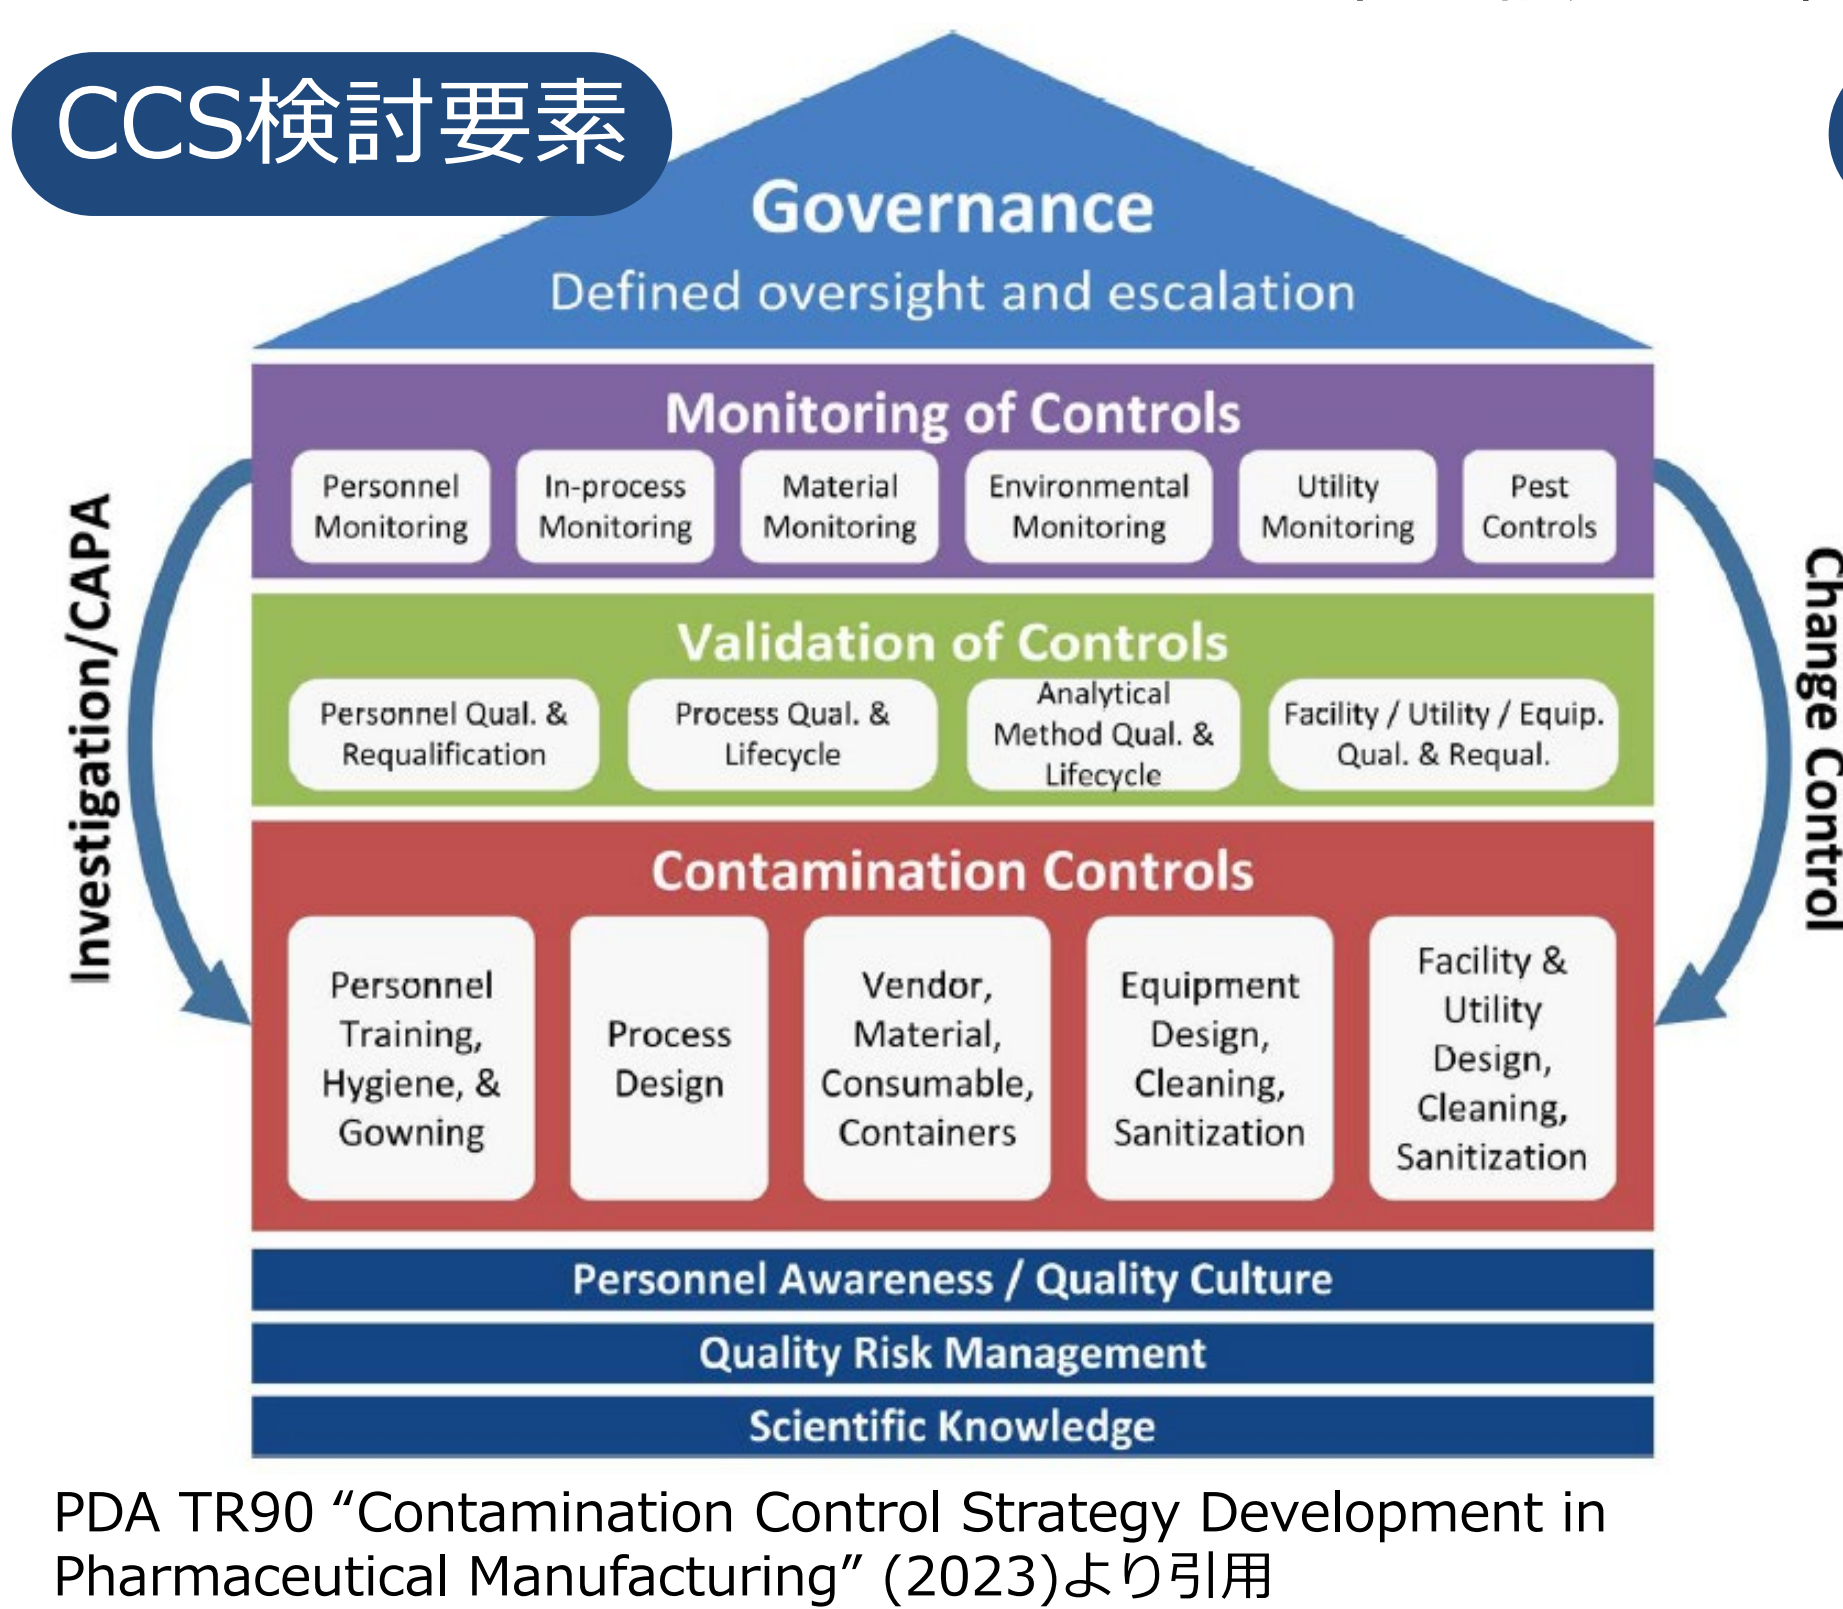 CCS検討要素
Governance
Defined oversight and escalation
Monitoring of Controls
Personnel
Monitoring
In-process
Monitoring
Material
Monitoring
Environmental
Monitoring
Utility
Monitoring
Pest
Controls
Investigation/CAPA
Change Control
Validation of Controls
Personnel Qual. &
Requalification
Process Qual. &
Lifecycle
Analytical
Method Qual. &
Lifecycle
Facility / Utility / Equip.
Qual. & Requal.
Contamination Controls
Personnel
Training,
Hygiene, &
Gowning
Process
Design
Vendor,
Material,
Consumable,
Containers
Equipment
Design,
Cleaning,
Sanitization
Facility &
Utility
Design,
Cleaning,
Sanitization
Personnel Awareness / Quality Culture
Quality Risk Management
Scientific Knowledge
PDA TR90 “Contamination Control Strategy Development in
Pharmaceutical Manufacturing” (2023)より引用